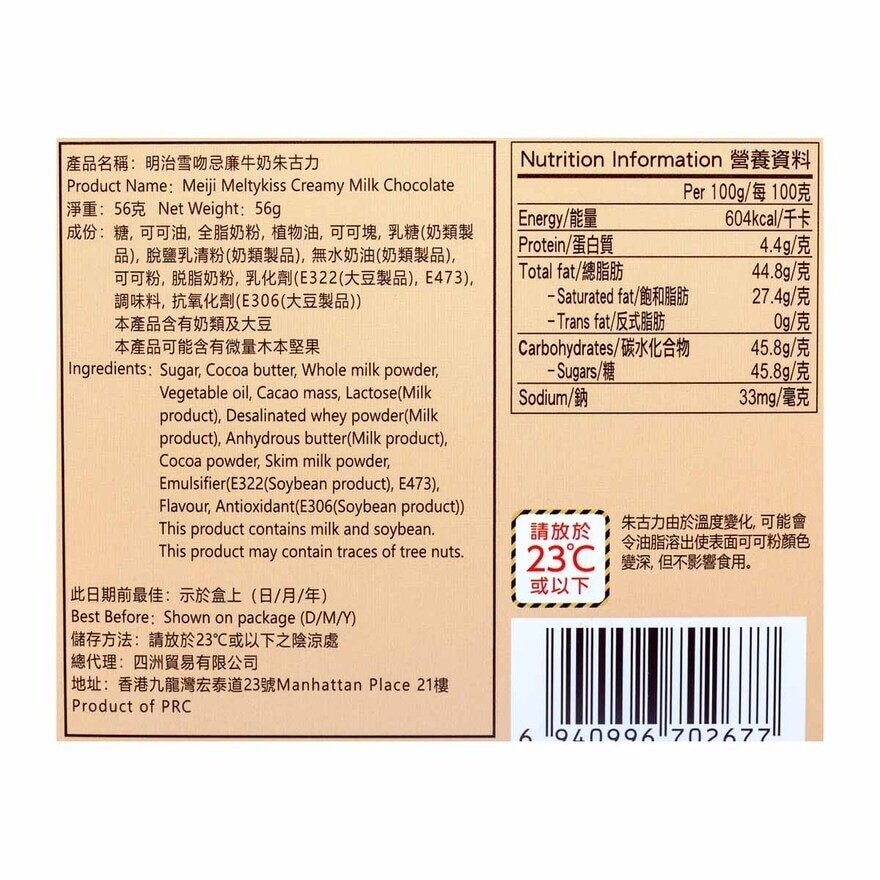 產品名稱：明治雪吻忌廉牛奶朱古力
Product Name：Meiji Meltykiss Creamy Milk Chocolate
淨重：56克 Net Weight：56g
成份：糖, 可可油, 全脂奶粉, 植物油, 可可塊, 乳糖(奶類製
品), 脫鹽乳清粉(奶類製品), 無水奶油(奶類製品),
可可粉, 脱脂奶粉, 乳化劑(E322(大豆製品), E473),
調味料, 抗氧化劑(E306(大豆製品))
本產品含有奶類及大豆
本產品可能含有微量木本堅果
Ingredients：Sugar, Cocoa butter, Whole milk powder,
Vegetable oil, Cacao mass, Lactose(Milk
product), Desalinated whey powder(Milk
product), Anhydrous butter(Milk product),
Cocoa powder, Skim milk powder,
Emulsifier(E322(Soybean product), E473),
Flavour, Antioxidant(E306(Soybean product))
This product contains milk and soybean.
This product may contain traces of tree nuts.
此日期前最佳：示於盒上（日/月/年）
Best Before：Shown on package (D/M/Y)
儲存方法：請放於23℃或以下之陰涼處
總代理：四洲貿易有限公司
地址：香港九龍灣宏泰道23號Manhattan Place 21樓
Product of PRC
Nutrition Information 營養資料
Per 100g/每 100克
Energy/能量 604kcal/千卡
Protein/蛋白質 4.4g/克
Total fat/總脂肪 44.8g/克
-Saturated fat/飽和脂肪 27.4g/克
-Trans fat/反式脂肪 0g/克
Carbohydrates/碳水化合物 45.8g/克
-Sugars/糖 45.8g/克
Sodium/鈉 33mg/毫克
請放於
23℃
或以下
朱古力由於溫度變化, 可能會
令油脂溶出使表面可可粉顏色
變深, 但不影響食用。
6 940996 702677